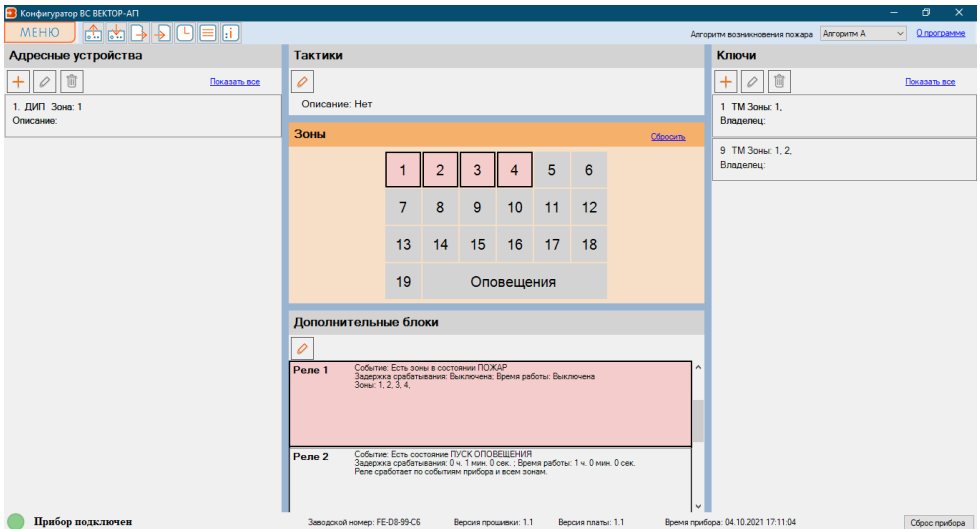 Конфигуратор ВС ВЕКТОР-АП
МЕНЮ
Алгоритм возникновения пожара Алгоритм А О программе
Адресные устройства
Показать все
1. ДИП Зона: 1
Описание:
Тактики
Описание: Нет
Зоны Сбросить
1 2 3 4 5 6
7 8 9 10 11 12
13 14 15 16 17 18
19 Оповещения
Дополнительные блоки
Реле 1 Событие: Есть зоны в состоянии ПОЖАР
Задержка срабатывания: Выключена; Время работы: Выключена
Зоны: 1, 2, 3, 4,
Реле 2 Событие: Есть состояние ПУСК ОПОВЕЩЕНИЯ
Задержка срабатывания: 0 ч. 1 мин. 0 сек. ; Время работы: 1 ч. 0 мин. 0 сек.
Реле сработает по событиям прибора и всем зонам.
Ключи
Показать все
1 ТМ Зоны: 1,
Владелец:
9 ТМ Зоны: 1, 2,
Владелец:
Прибор подключен Заводской номер: FE-D8-99-C6 Версия прошивки: 1.1 Версия платы: 1.1 Время прибора: 04.10.2021 17:11:04 Сброс прибора